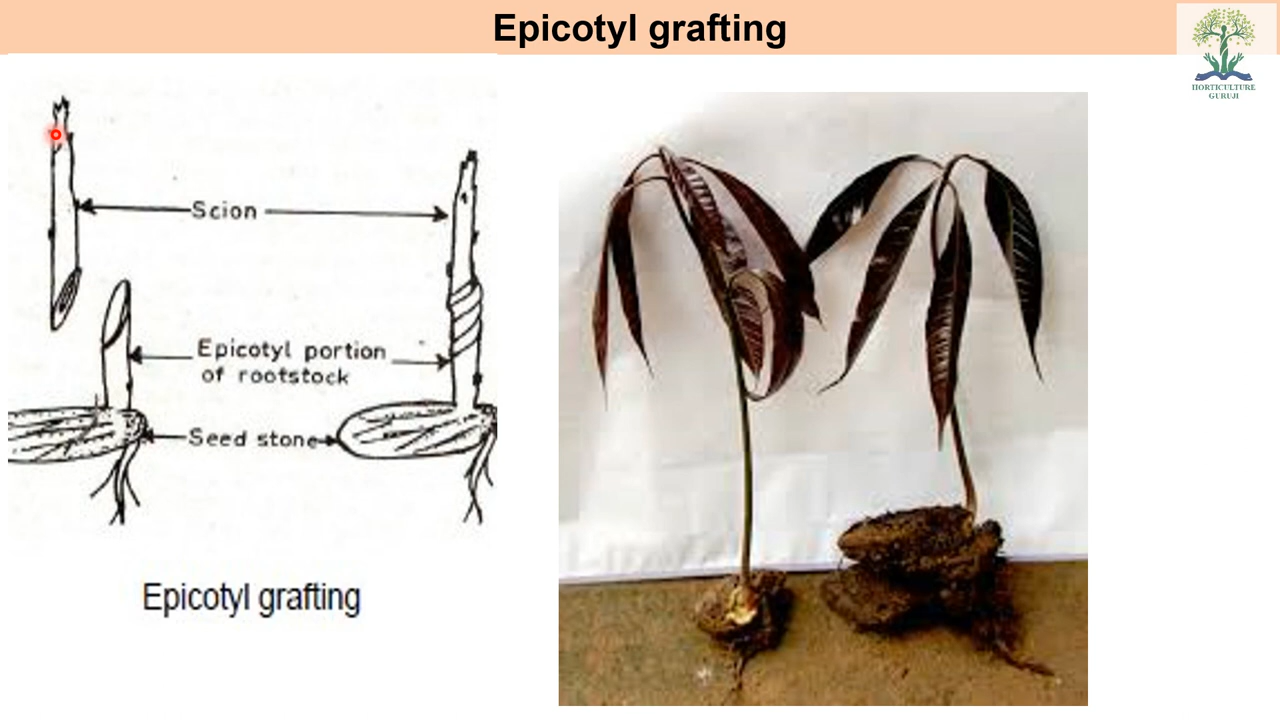 Epicotyl grafting
HORTICULTURE
GURUJI
Scion
Epicotyl portion
of rootstock
Seed stone
Epicotyl grafting